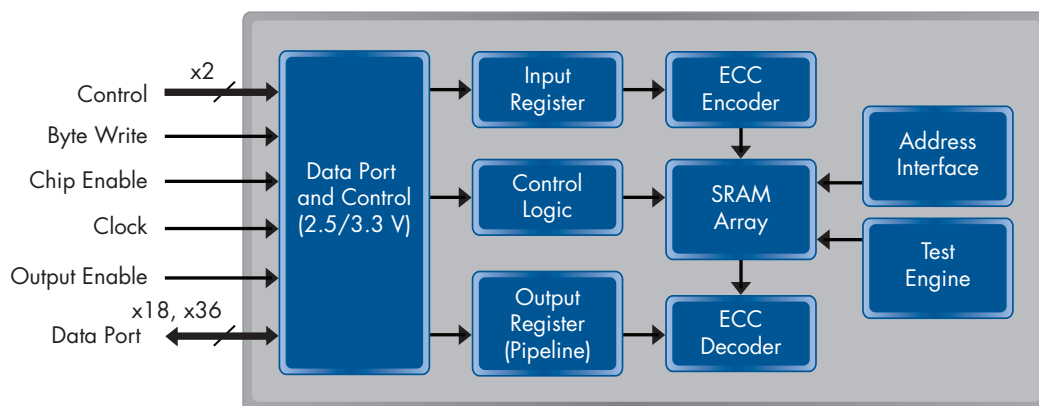 x2
Control
Byte Write
Chip Enable
Clock
Output Enable
x18, x36
Data Port
Data Port
and Control
(2.5/3.3 V)
Input
Register
Control
Logic
Output
Register
(Pipeline)
ECC
Encoder
SRAM
Array
ECC
Decoder
Address
Interface
Test
Engine